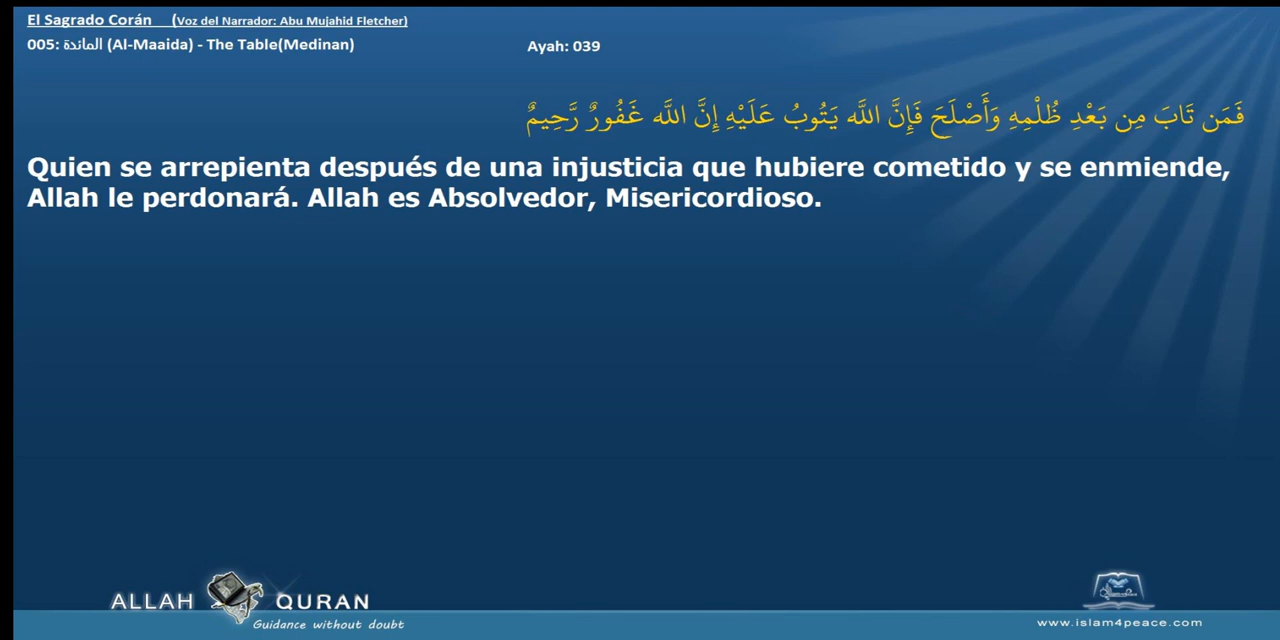 El Sagrado Corán (Voz del Narrador: Abu Mujahid Fletcher)
005: المائدة (Al-Maaida) - The Table(Medinan) Ayah: 039
فَمَن تَابَ مِن بَعْدِ ظُلْمِهِ وَأَصْلَحَ فَإِنَّ اللَّه يَتُوبُ عَلَيْهِ إِنَّ اللَّه غَفُورٌ رَّحِيمٌ
Quien se arrepienta después de una injusticia que hubiere cometido y se enmiende,
Allah le perdonará. Allah es Absolvedor, Misericordioso.
ALLAH QURAN
Guidance without doubt
www.islam4peace.com